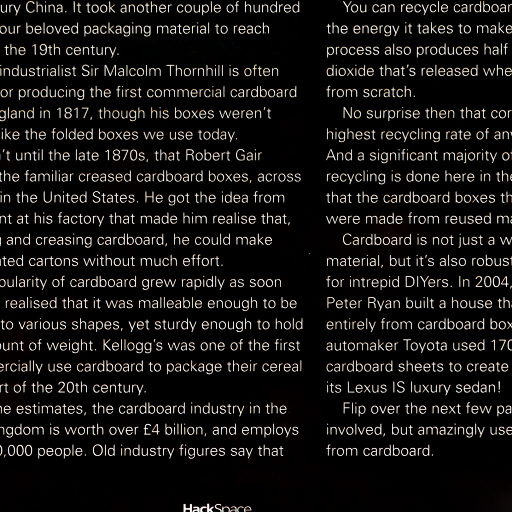 ury China. It took another couple of hundred
our beloved packaging material to reach
the 19th century.
industrialist Sir Malcolm Thornhill is often
or producing the first commercial cardboard
gland in 1817, though his boxes weren't
ike the folded boxes we use today.
't until the late 1870s, that Robert Gair
the familiar creased cardboard boxes, across
in the United States. He got the idea from
nt at his factory that made him realise that,
g and creasing cardboard, he could make
ated cartons without much effort.
pularity of cardboard grew rapidly as soon
realised that it was malleable enough to be
to various shapes, yet sturdy enough to hold
ount of weight. Kellogg's was one of the first
ercially use cardboard to package their cereal
rt of the 20th century.
ne estimates, the cardboard industry in the
ngdom is worth over £4 billion, and employs
0,000 people. Old industry figures say that
You can recycle cardboar
the energy it takes to make
process also produces half
dioxide that's released whe
from scratch.
No surprise then that cor
highest recycling rate of any
And a significant majority of
recycling is done here in the
that the cardboard boxes th
were made from reused ma
Cardboard is not just a w
material, but it's also robust
for intrepid DIYers. In 2004,
Peter Ryan built a house tha
entirely from cardboard box
automaker Toyota used 170
cardboard sheets to create
its Lexus IS luxury sedan!
Flip over the next few pa
involved, but amazingly use
from cardboard.
HackSpace